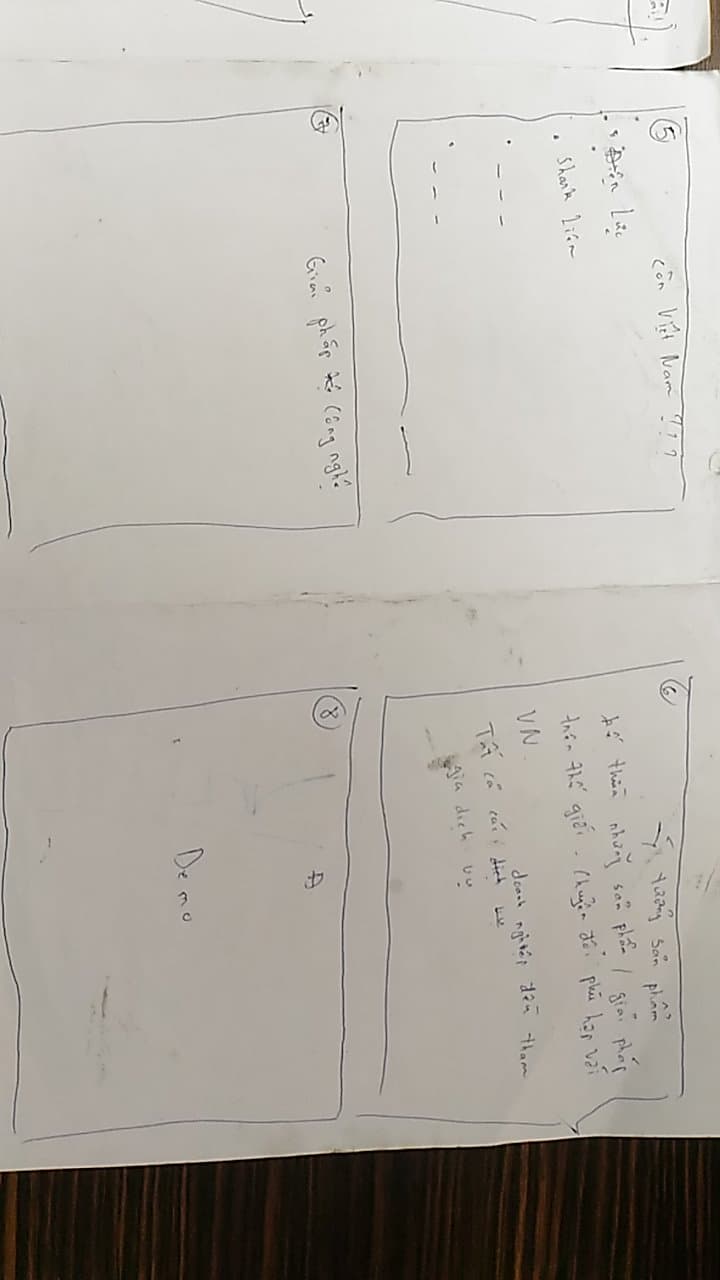 ⑤
Còn Việt Nam ???
• Điện Lực
• Shark Liên
• - - -
• - - -
⑥
Ý tưởng sản phẩm
kế thừa những sản phẩm / giải pháp
trên thế giới. Chuyển đổi phù hợp với
VN.
Tất cả các doanh nghiệp đều tham
gia dịch vụ
⑦
Giải pháp công nghệ
⑧
Demo